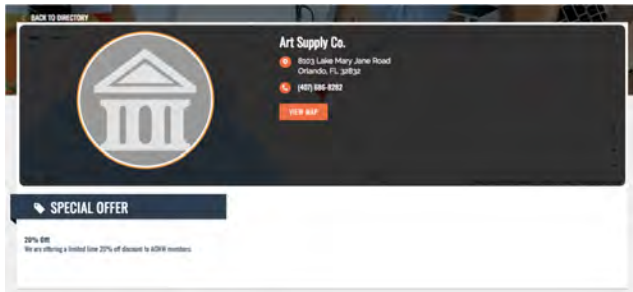 BACK TO DIRECTORY
Art Supply Co.
8103 Lake Mary Jane Road
Orlando, FL 32832
(407) 686-8282
VIEW MAP
SPECIAL OFFER
20% Off
We are offering a limited time 20% off discount to members.